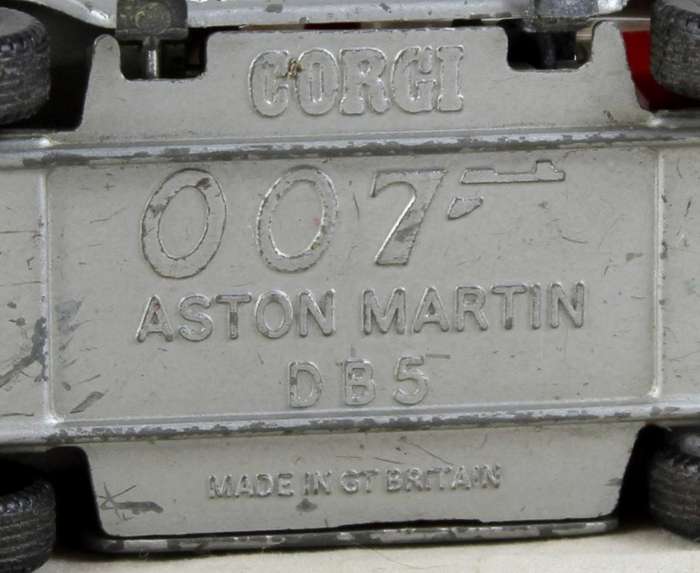 CORGI
007
ASTON MARTIN
DB5
MADE IN GT BRITAIN